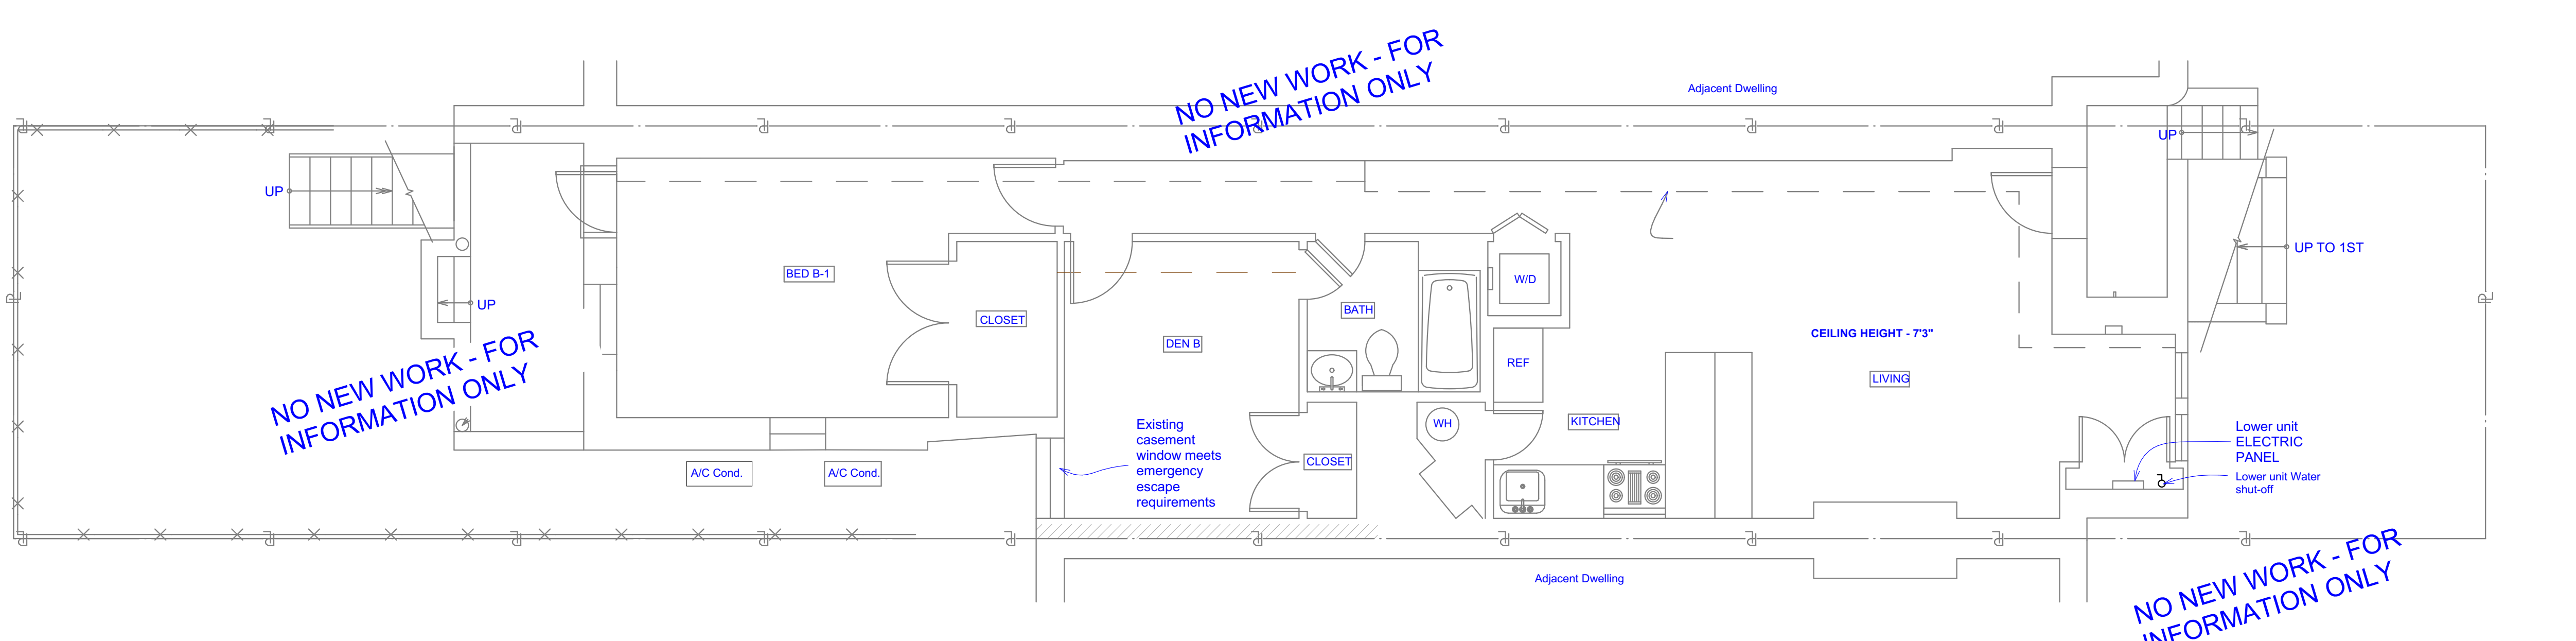 NO NEW WORK - FOR
INFORMATION ONLY
Adjacent Dwelling
UP
UP
UP TO 1ST
BED B-1
W/D
UP
CLOSET
BATH
CEILING HEIGHT - 7'3"
DEN B
REF
LIVING
NO NEW WORK - FOR
INFORMATION ONLY
Existing
casement
window meets
emergency
escape
requirements
WH
KITCHEN
Lower unit
ELECTRIC
PANEL
CLOSET
A/C Cond.
A/C Cond.
Lower unit Water
shut-off
Adjacent Dwelling
NO NEW WORK - FOR
INFORMATION ONLY